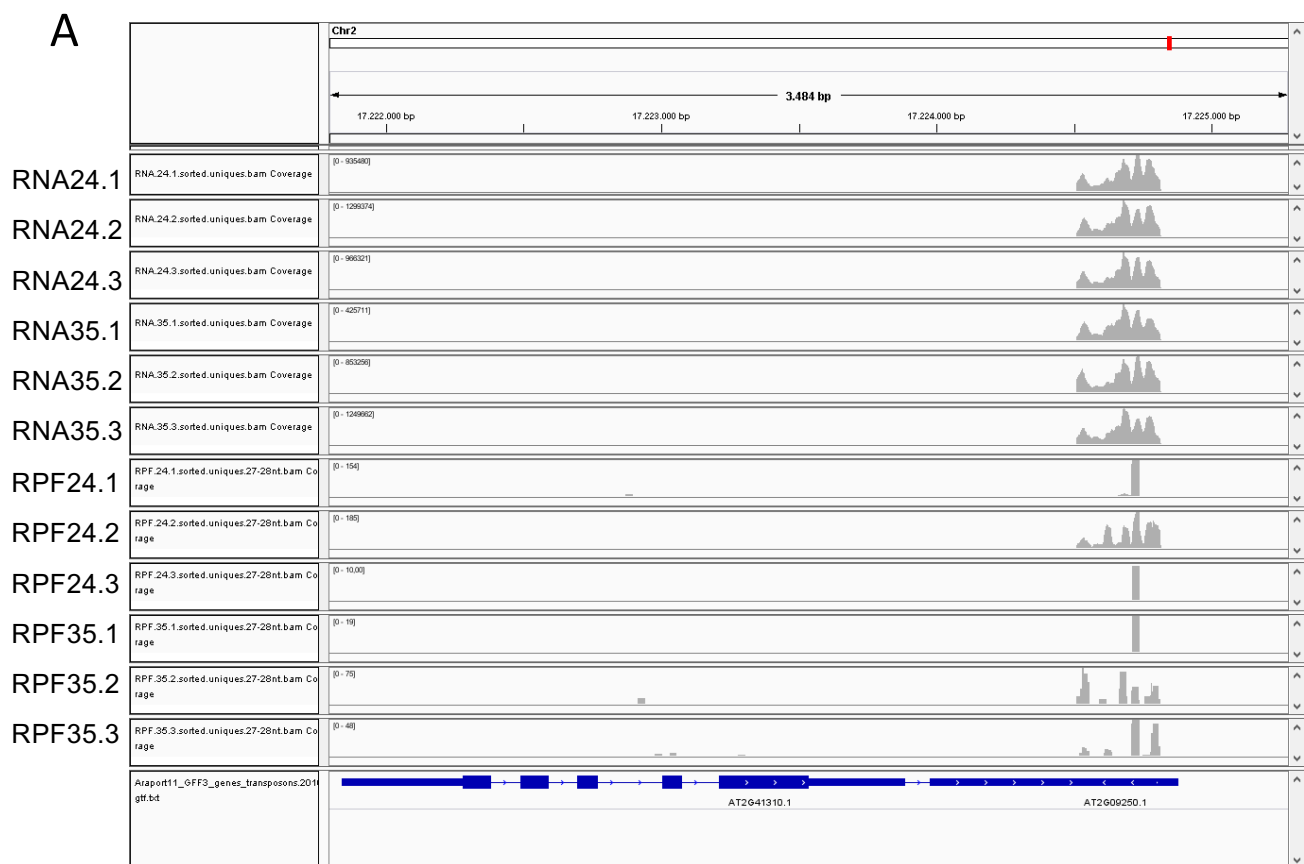 A
Chr2
3.484 bp
17.222.000 bp 17.223.000 bp 17.224.000 bp 17.225.000 bp
RNA24.1 RNA.24.1.sorted.uniques.bam Coverage [0 - 935480]
RNA24.2 RNA.24.2.sorted.uniques.bam Coverage [0 - 1299374]
RNA24.3 RNA.24.3.sorted.uniques.bam Coverage [0 - 966321]
RNA35.1 RNA.35.1.sorted.uniques.bam Coverage [0 - 425711]
RNA35.2 RNA.35.2.sorted.uniques.bam Coverage [0 - 853256]
RNA35.3 RNA.35.3.sorted.uniques.bam Coverage [0 - 1249662]
RPF24.1 RPF.24.1.sorted.uniques.27-28nt.bam Co [0 - 154]
rage
RPF24.2 RPF.24.2.sorted.uniques.27-28nt.bam Co [0 - 185]
rage
RPF24.3 RPF.24.3.sorted.uniques.27-28nt.bam Co [0 - 10,00]
rage
RPF35.1 RPF.35.1.sorted.uniques.27-28nt.bam Co [0 - 19]
rage
RPF35.2 RPF.35.2.sorted.uniques.27-28nt.bam Co [0 - 75]
rage
RPF35.3 RPF.35.3.sorted.uniques.27-28nt.bam Co [0 - 48]
rage
Araport11_GFF3_genes_transposons.201
gtf.txt
AT2G41310.1 AT2G09250.1